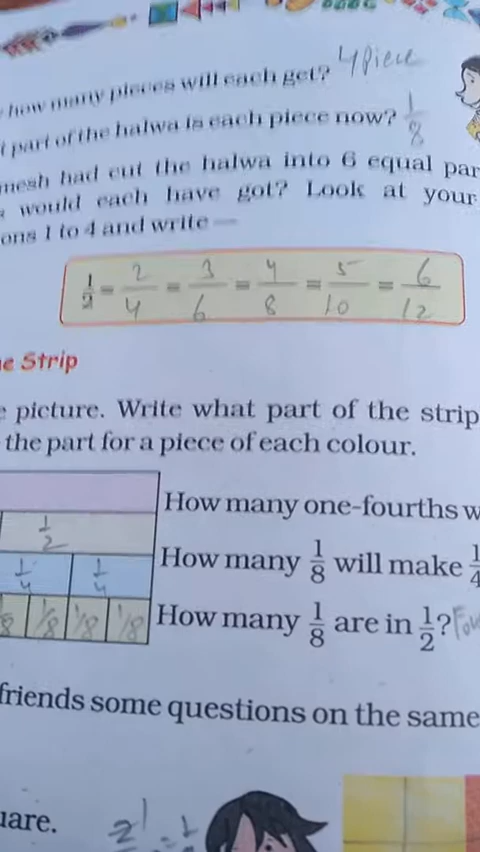 how many pieces will each get? 4 piece
part of the halwa is each piece now? 1/8
mesh had cut the halwa into 6 equal par
would each have got? Look at your
ons 1 to 4 and write —
1/2 = 2/4 = 3/6 = 4/8 = 5/10 = 6/12
e Strip
e picture. Write what part of the strip
the part for a piece of each colour.
How many one-fourths w
1/2
How many 1/8 will make 1/4
1/4 1/4
How many 1/8 are in 1/2? Fou
8 1/8 1/8 1/8
friends some questions on the same
uare.